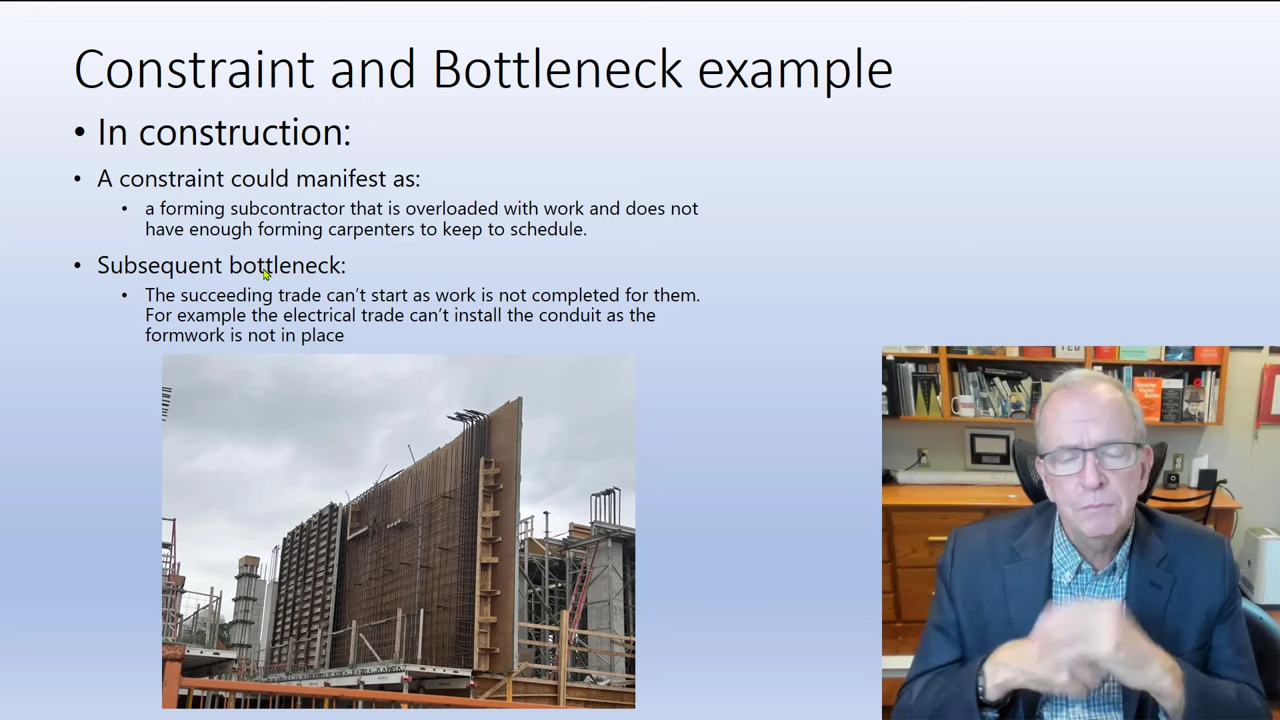 Constraint and Bottleneck example
• In construction:
• A constraint could manifest as:
• a forming subcontractor that is overloaded with work and does not
have enough forming carpenters to keep to schedule.
• Subsequent bottleneck:
• The succeeding trade can’t start as work is not completed for them.
For example the electrical trade can’t install the conduit as the
formwork is not in place
TED